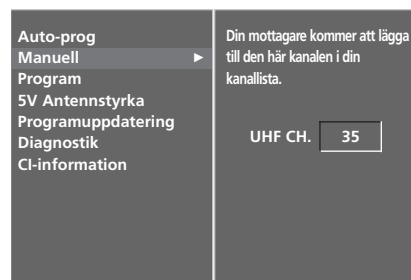 Auto-prog
Manuell ►
Program
5V Antennstyrka
Programuppdatering
Diagnostik
CI-information
Din mottagare kommer att lägga
till den här kanalen i din
kanallista.
UHF CH. 35